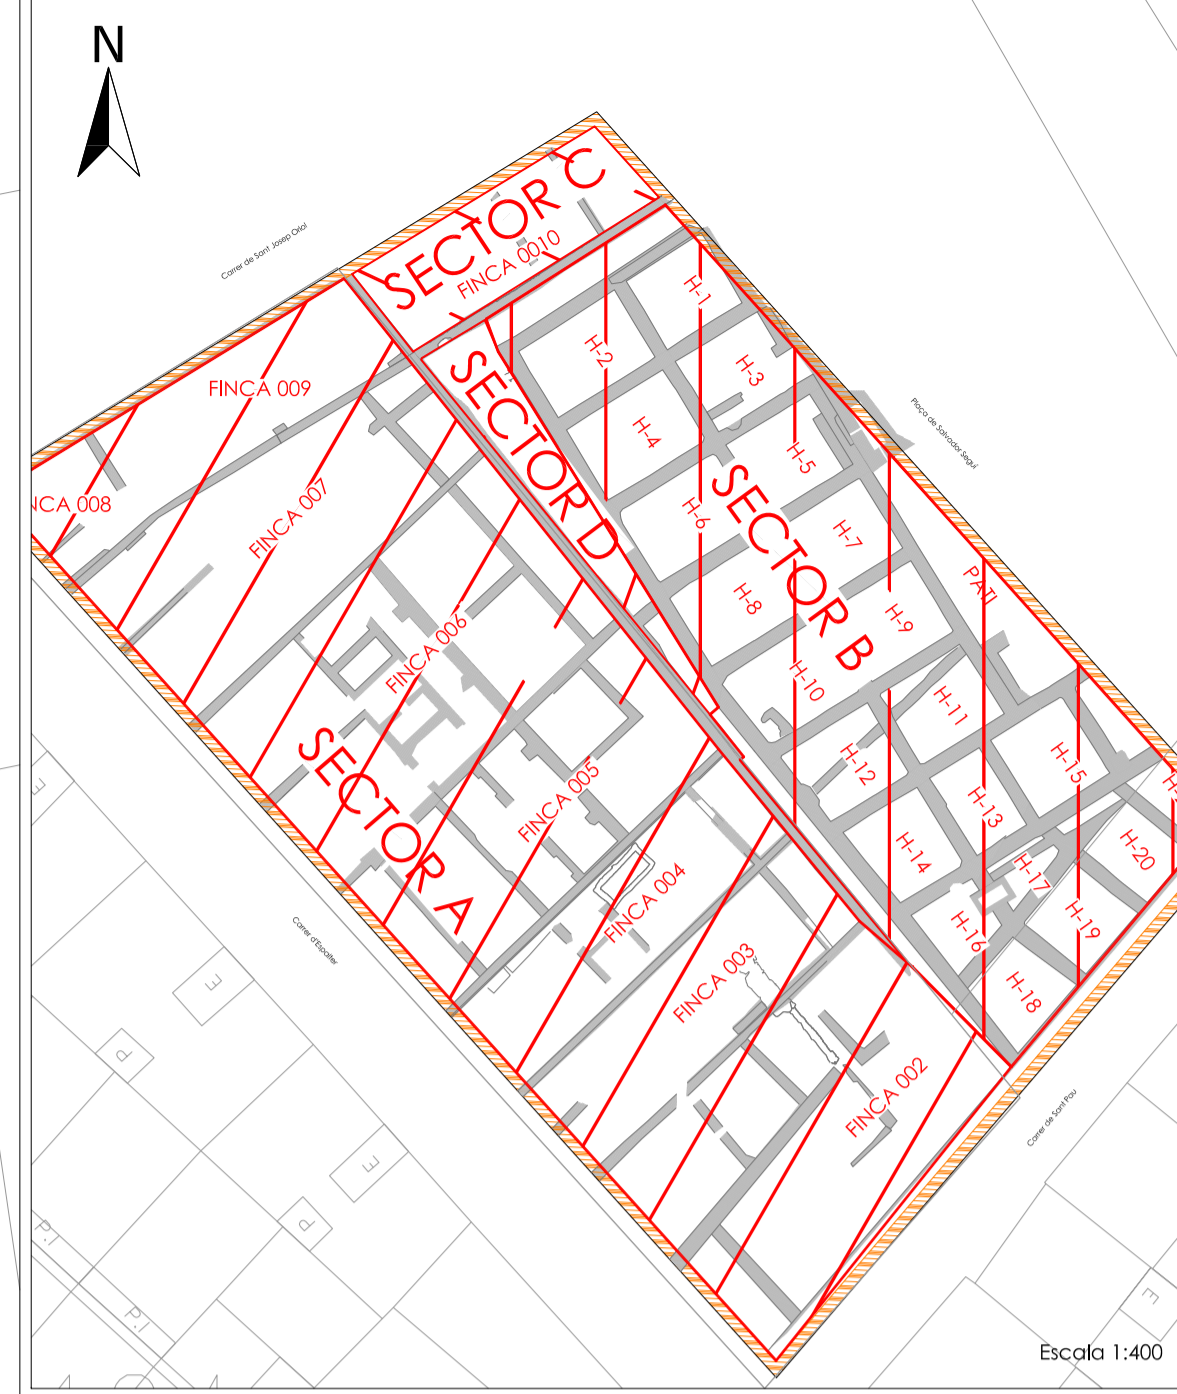 N
Carrer de Sant Josep Oriol
SECTOR C
FINCA 0010
H-1
FINCA 009
SECTOR D
H-2
H-3
Plaça de Salvador Seguí
H-4
H-5
NCA 008
FINCA 007
SECTOR B
H-6
H-7
PATI
H-8
H-9
FINCA 006
H-10
H-11
SECTOR A
H-12
H-15
FINCA 005
H-13
E
H-14
H-20
FINCA 004
H-17
Carrer d'Espalter
H-16
H-19
FINCA 003
E
H-18
P
FINCA 002
Carrer de Sant Pau
E
P
P.I
P.I
E
Escala 1:400